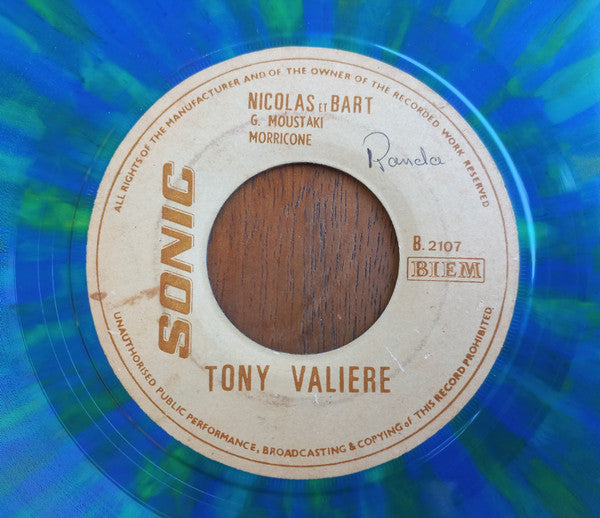 ALL RIGHTS OF THE MANUFACTURER AND OF THE OWNER OF THE RECORDED WORK RESERVED
NICOLAS ET BART
G. MOUSTAKI
MORRICONE
Randa
SONIC
B. 2107
BIEM
TONY VALIERE
UNAUTHORISED PUBLIC PERFORMANCE, BROADCASTING & COPYING of THIS RECORD PROHIBITED